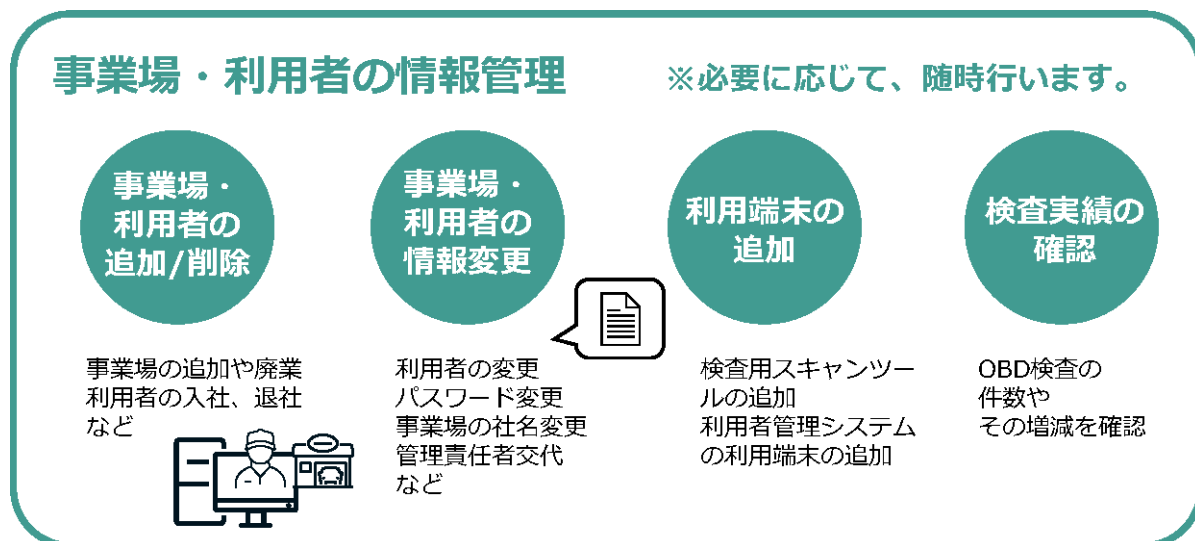 事業場・利用者の情報管理
※必要に応じて、随時行います。
事業場・
利用者の
追加/削除
事業場の追加や廃業
利用者の入社、退社
など
事業場・
利用者の
情報変更
利用者の変更
パスワード変更
事業場の社名変更
管理責任者交代
など
利用端末の
追加
検査用スキャンツー
ルの追加
利用者管理システム
の利用端末の追加
検査実績の
確認
OBD検査の
件数や
その増減を確認